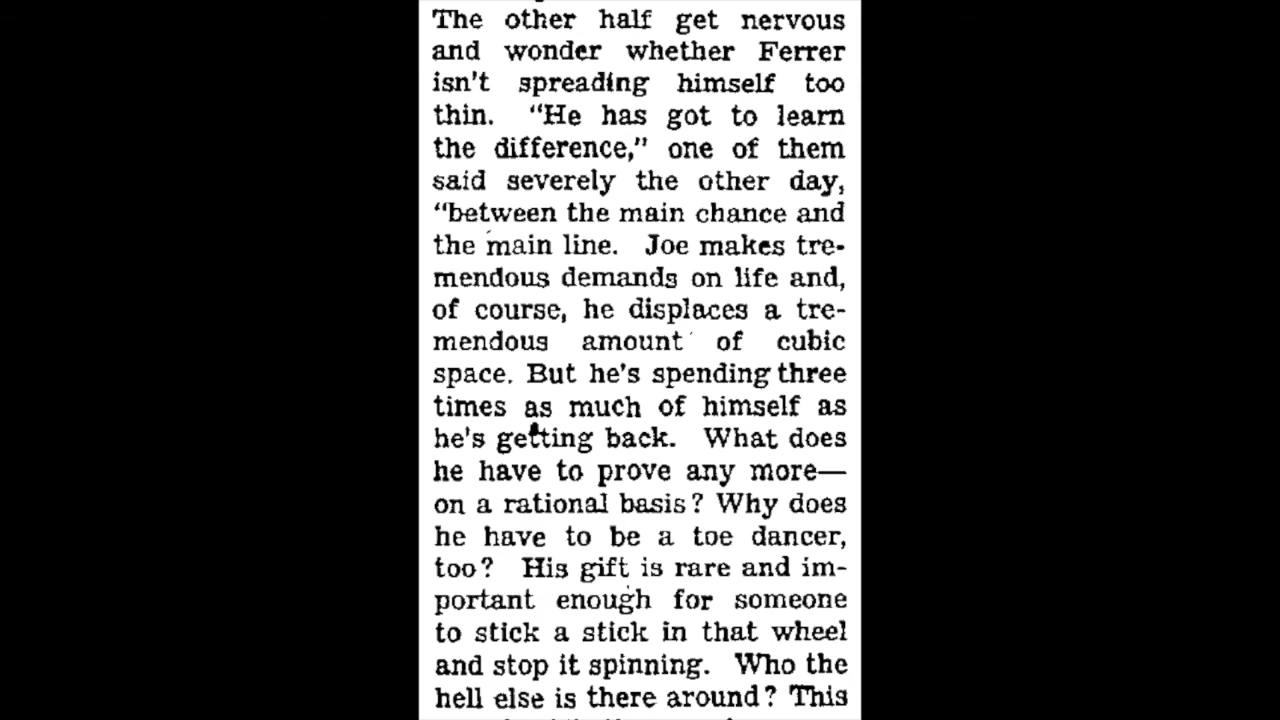 The other half get nervous
and wonder whether Ferrer
isn't spreading himself too
thin. "He has got to learn
the difference," one of them
said severely the other day,
"between the main chance and
the main line. Joe makes tre-
mendous demands on life and,
of course, he displaces a tre-
mendous amount of cubic
space. But he's spending three
times as much of himself as
he's getting back. What does
he have to prove any more—
on a rational basis? Why does
he have to be a toe dancer,
too? His gift is rare and im-
portant enough for someone
to stick a stick in that wheel
and stop it spinning. Who the
hell else is there around? This